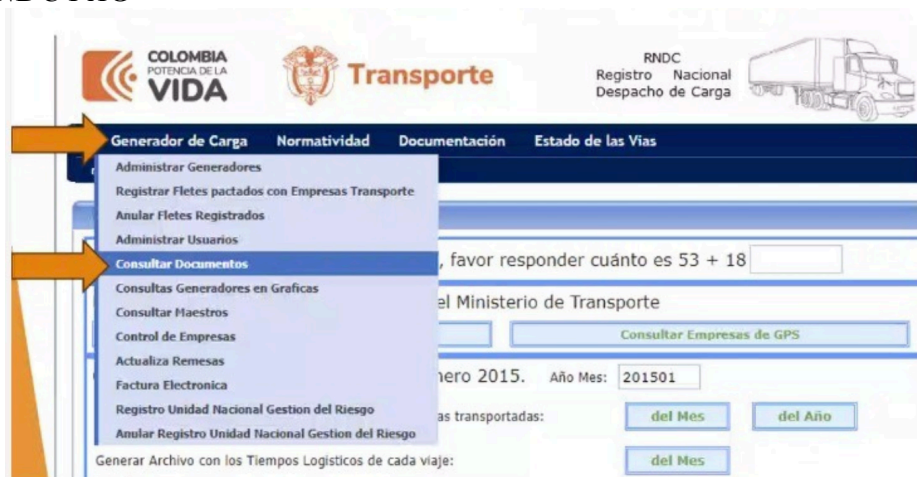 COLOMBIA
POTENCIA DE LA
VIDA
Transporte
RNDC
Registro Nacional
Despacho de Carga
Generador de Carga Normatividad Documentación Estado de las Vias
Administrar Generadores
Registrar Fletes pactados con Empresas Transporte
Anular Fletes Registrados
Administrar Usuarios
Consultar Documentos
, favor responder cuánto es 53 + 18
Consultas Generadores en Graficas
el Ministerio de Transporte
Consultar Maestros
Control de Empresas
Consultar Empresas de GPS
Actualiza Remesas
nero 2015. Año Mes: 201501
Factura Electronica
Registro Unidad Nacional Gestion del Riesgo
as transportadas: del Mes del Año
Anular Registro Unidad Nacional Gestion del Riesgo
Generar Archivo con los Tiempos Logisticos de cada viaje: del Mes